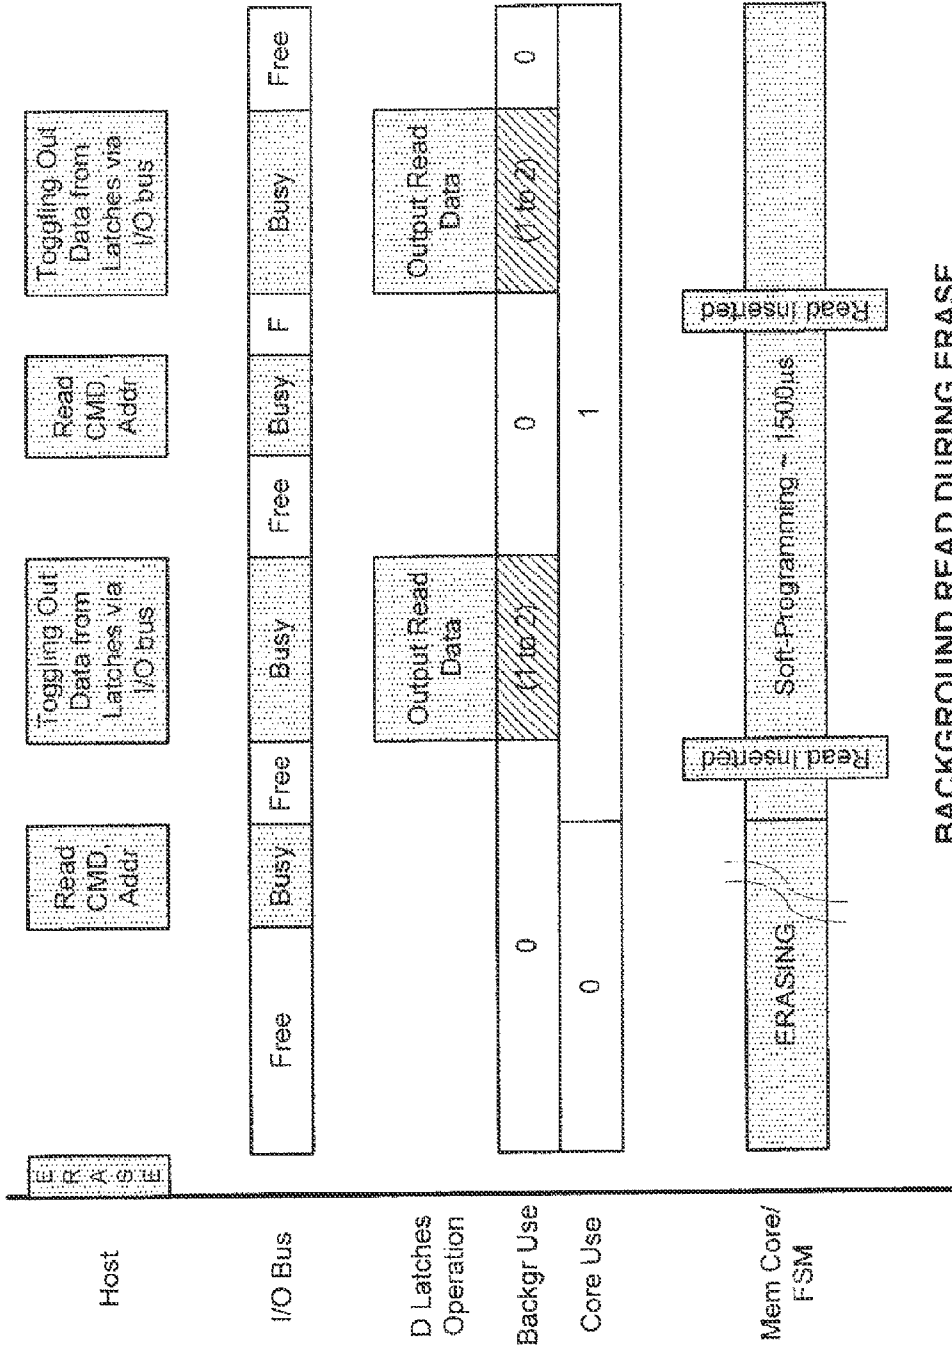 Host
E
R
A
S
E
Read
CMD,
Addr
Toggling Out
Data from
Latches via
I/O bus
Read
CMD,
Addr
Toggling Out
Data from
Latches via
I/O bus
I/O Bus
Free
Busy
Free
Busy
Free
Busy
F
Busy
Free
D Latches
Operation
Output Read
Data
Output Read
Data
Backgr Use
0
(1 to 2)
0
(1 to 2)
0
Core Use
0
1
Mem Core/
FSM
ERASING
Read Inserted
Soft-Programming ~ 1500µs
Read Inserted
BACKGROUND READ DURING ERASE